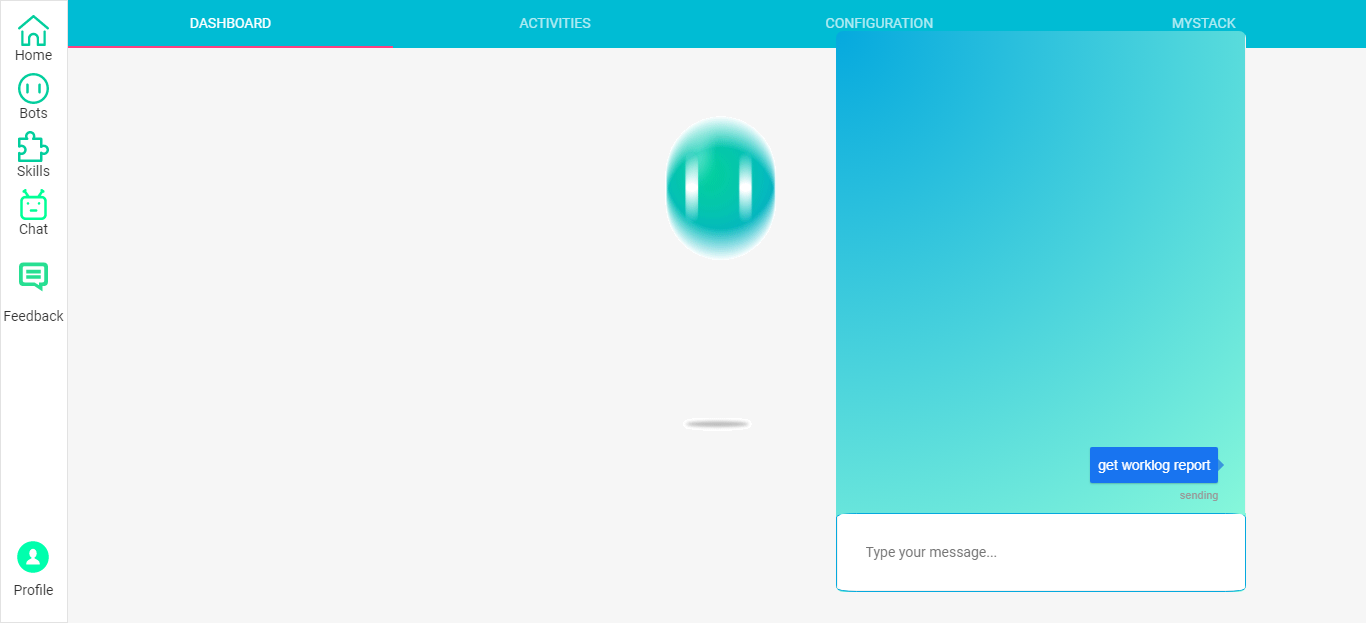 DASHBOARD
ACTIVITIES
CONFIGURATION
MYSTACK
Home
Bots
Skills
Chat
Feedback
Profile
get worklog report
sending
Type your message...